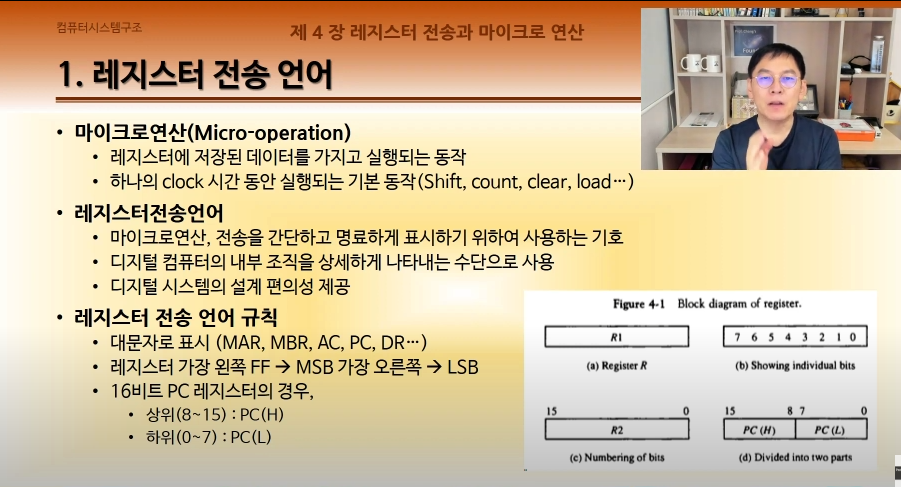 컴퓨터시스템구조
제 4 장 레지스터 전송과 마이크로 연산
1. 레지스터 전송 언어
• 마이크로연산(Micro-operation)
• 레지스터에 저장된 데이터를 가지고 실행되는 동작
• 하나의 clock 시간 동안 실행되는 기본 동작(Shift, count, clear, load…)
• 레지스터전송언어
• 마이크로연산, 전송을 간단하고 명료하게 표시하기 위하여 사용하는 기호
• 디지털 컴퓨터의 내부 조직을 상세하게 나타내는 수단으로 사용
• 디지털 시스템의 설계 편의성 제공
• 레지스터 전송 언어 규칙
• 대문자로 표시 (MAR, MBR, AC, PC, DR…)
• 레지스터 가장 왼쪽 FF → MSB 가장 오른쪽 → LSB
• 16비트 PC 레지스터의 경우,
• 상위(8~15) : PC(H)
• 하위(0~7) : PC(L)
Figure 4-1 Block diagram of register.
R1
7 6 5 4 3 2 1 0
(a) Register R
(b) Showing individual bits
15 0
15 8 7 0
R2
PC (H) PC (L)
(c) Numbering of bits
(d) Divided into two parts